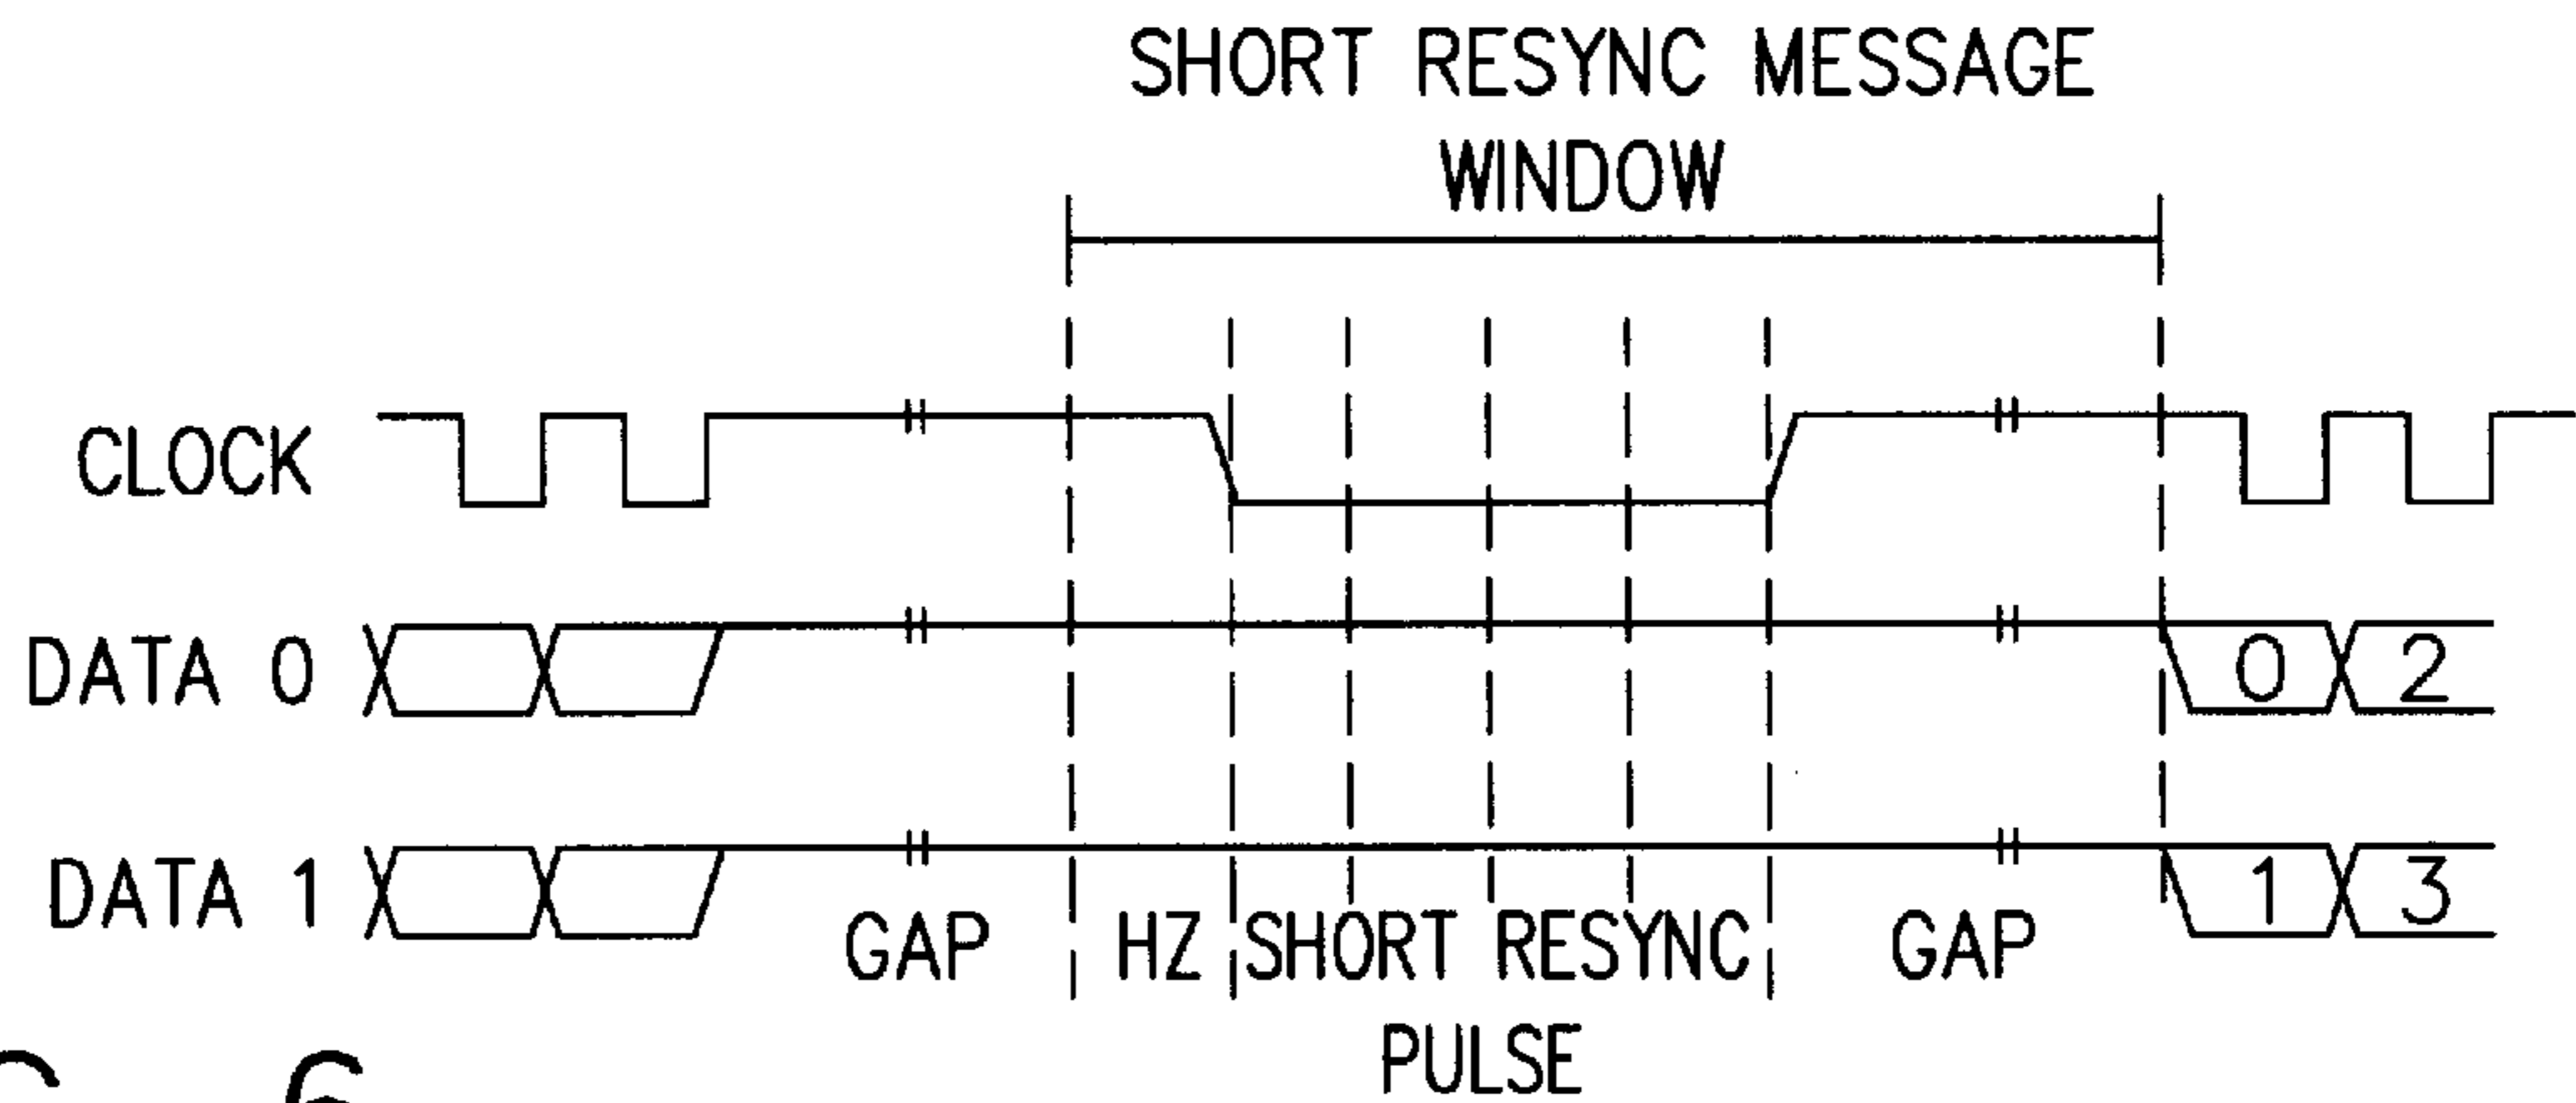 SHORT RESYNC MESSAGE
WINDOW
CLOCK
DATA 0
0 2
DATA 1
1 3
GAP HZ SHORT RESYNC GAP
PULSE